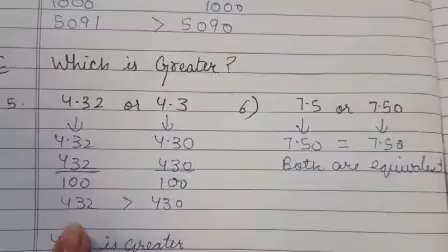 1000 1000
5091 > 5090
Which is Greater?
5. 4.32 or 4.3 6) 7.5 or 7.50
↓ ↓ ↓ ↓
4.32 4.30 7.50 = 7.50
432 430 Both are equivalent
100 100
432 > 430
is greater